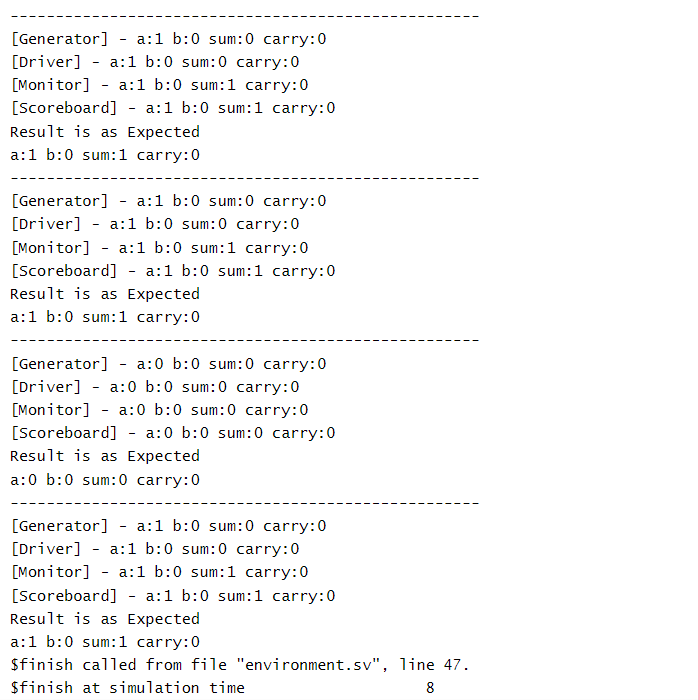 ----------------------------------------------------
[Generator] - a:1 b:0 sum:0 carry:0
[Driver] - a:1 b:0 sum:0 carry:0
[Monitor] - a:1 b:0 sum:1 carry:0
[Scoreboard] - a:1 b:0 sum:1 carry:0
Result is as Expected
a:1 b:0 sum:1 carry:0
----------------------------------------------------
[Generator] - a:1 b:0 sum:0 carry:0
[Driver] - a:1 b:0 sum:0 carry:0
[Monitor] - a:1 b:0 sum:1 carry:0
[Scoreboard] - a:1 b:0 sum:1 carry:0
Result is as Expected
a:1 b:0 sum:1 carry:0
----------------------------------------------------
[Generator] - a:0 b:0 sum:0 carry:0
[Driver] - a:0 b:0 sum:0 carry:0
[Monitor] - a:0 b:0 sum:0 carry:0
[Scoreboard] - a:0 b:0 sum:0 carry:0
Result is as Expected
a:0 b:0 sum:0 carry:0
----------------------------------------------------
[Generator] - a:1 b:0 sum:0 carry:0
[Driver] - a:1 b:0 sum:0 carry:0
[Monitor] - a:1 b:0 sum:1 carry:0
[Scoreboard] - a:1 b:0 sum:1 carry:0
Result is as Expected
a:1 b:0 sum:1 carry:0
$finish called from file "environment.sv", line 47.
$finish at simulation time                    8